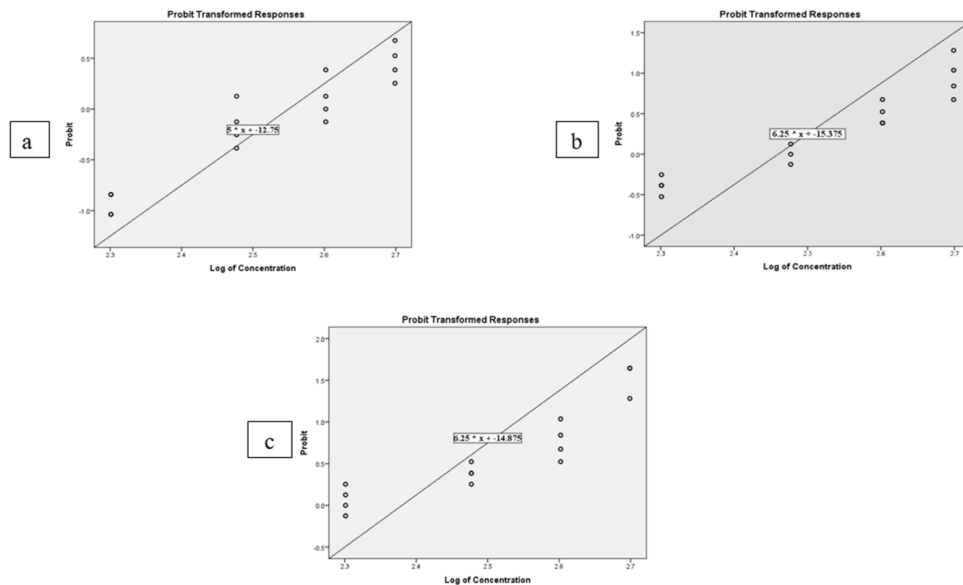 Probit Transformed Responses
a
Probit
0.5
0.0
-0.5
-1.0
5 * x + -12.75
2.3 2.4 2.5 2.6 2.7
Log of Concentration
Probit Transformed Responses
b
Probit
1.5
1.0
0.5
0.0
-0.5
-1.0
6.25 * x + -15.375
2.3 2.4 2.5 2.6 2.7
Log of Concentration
Probit Transformed Responses
c
Probit
2.0
1.5
1.0
0.5
0.0
-0.5
6.25 * x + -14.875
2.3 2.4 2.5 2.6 2.7
Log of Concentration